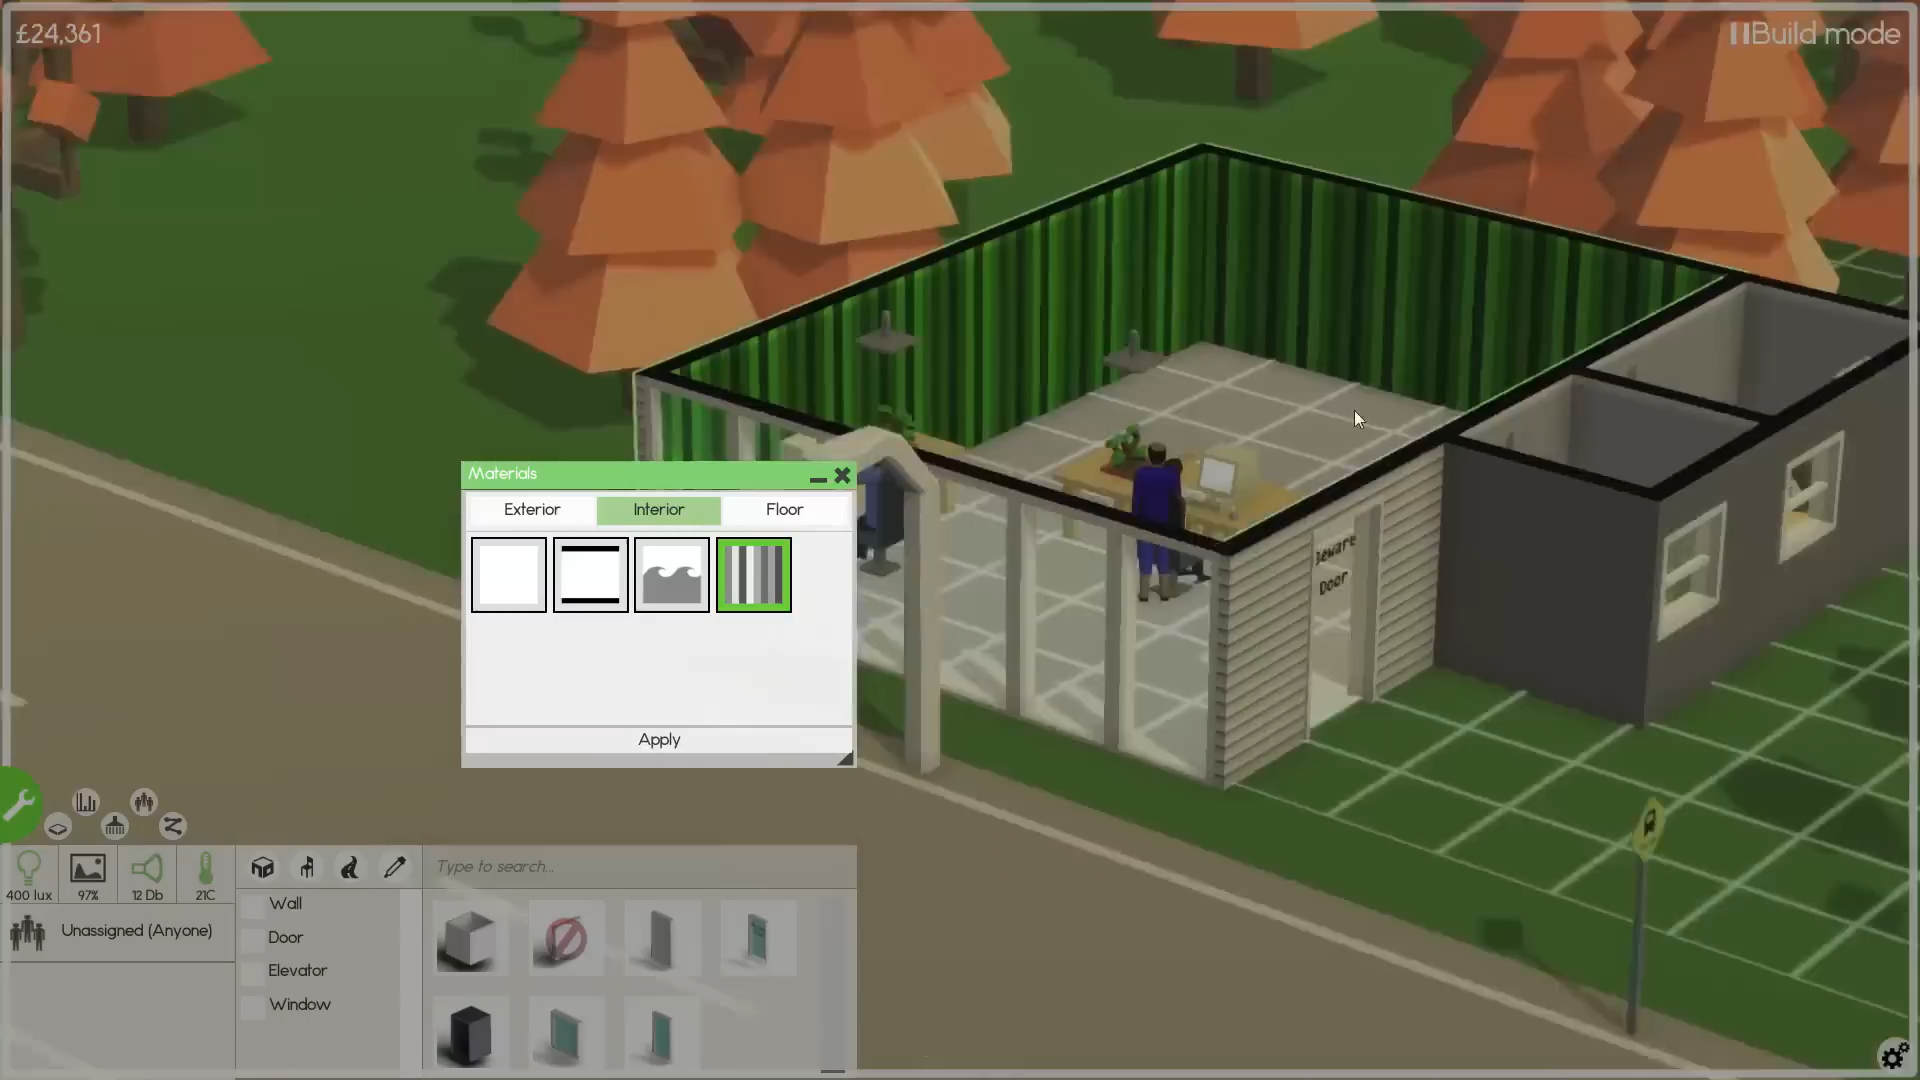 £24,361
Build mode
Materials
Exterior
Interior
Floor
Apply
Beware
Door
400 lux
97%
12 Db
21C
Unassigned (Anyone)
Wall
Door
Elevator
Window
Type to search...